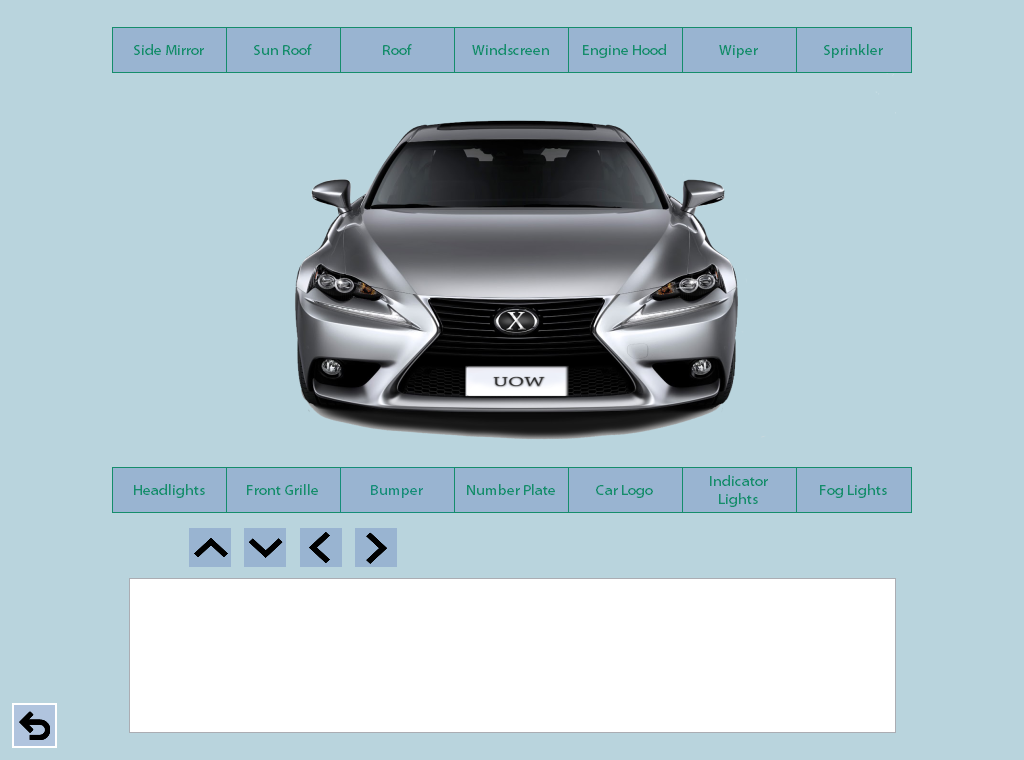 Side Mirror
Sun Roof
Roof
Windscreen
Engine Hood
Wiper
Sprinkler
X
UOW
Headlights
Front Grille
Bumper
Number Plate
Car Logo
Indicator
Lights
Fog Lights